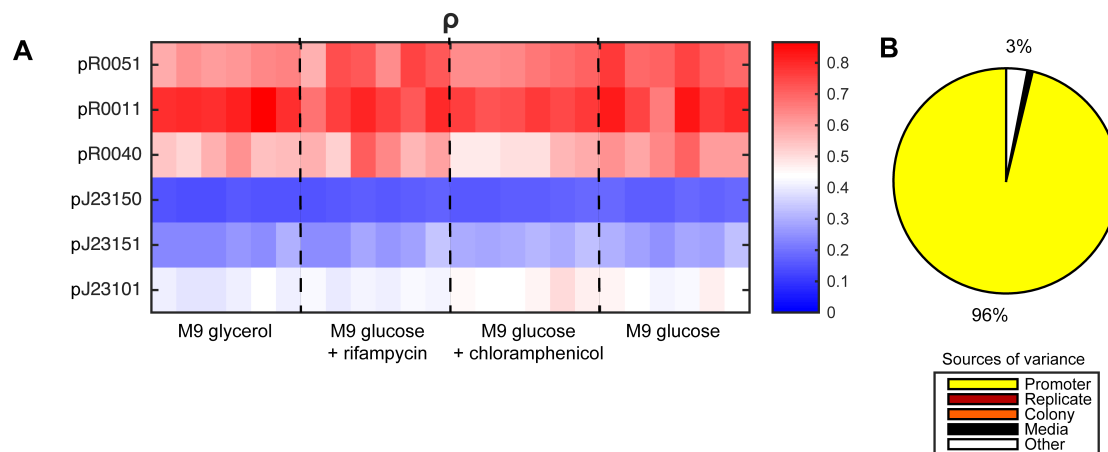 ρ
A
pR0051
pR0011
pR0040
pJ23150
pJ23151
pJ23101
M9 glycerol
M9 glucose
+ rifampycin
M9 glucose
+ chloramphenicol
M9 glucose
0.8
0.7
0.6
0.5
0.4
0.3
0.2
0.1
0
B
3%
96%
Sources of variance
Promoter
Replicate
Colony
Media
Other